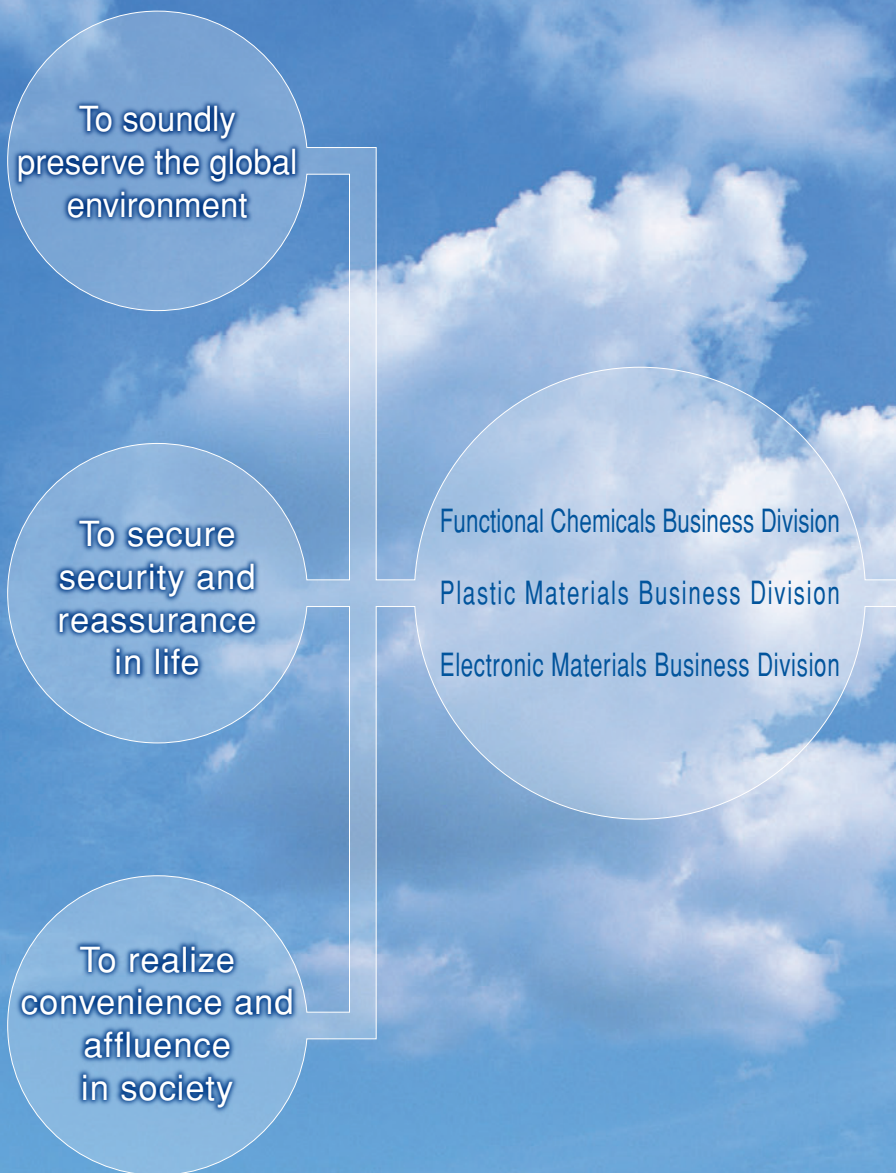 To soundly
preserve the global
environment
To secure
security and
reassurance
in life
Functional Chemicals Business Division
Plastic Materials Business Division
Electronic Materials Business Division
To realize
convenience and
affluence
in society